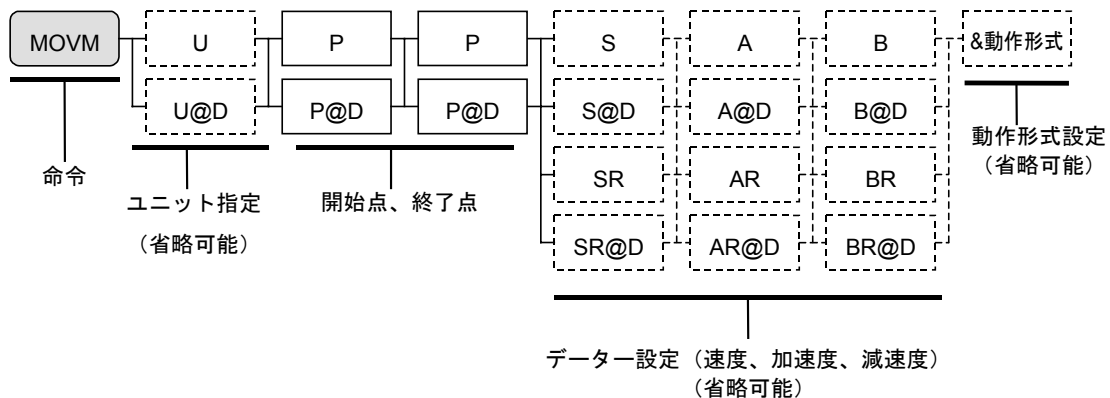 MOVM U P P S A B &動作形式
U@D P@D P@D S@D A@D B@D
SR AR BR
SR@D AR@D BR@D
命令
ユニット指定
（省略可能）
開始点、終了点
動作形式設定
（省略可能）
データー設定（速度、加速度、減速度）
（省略可能）